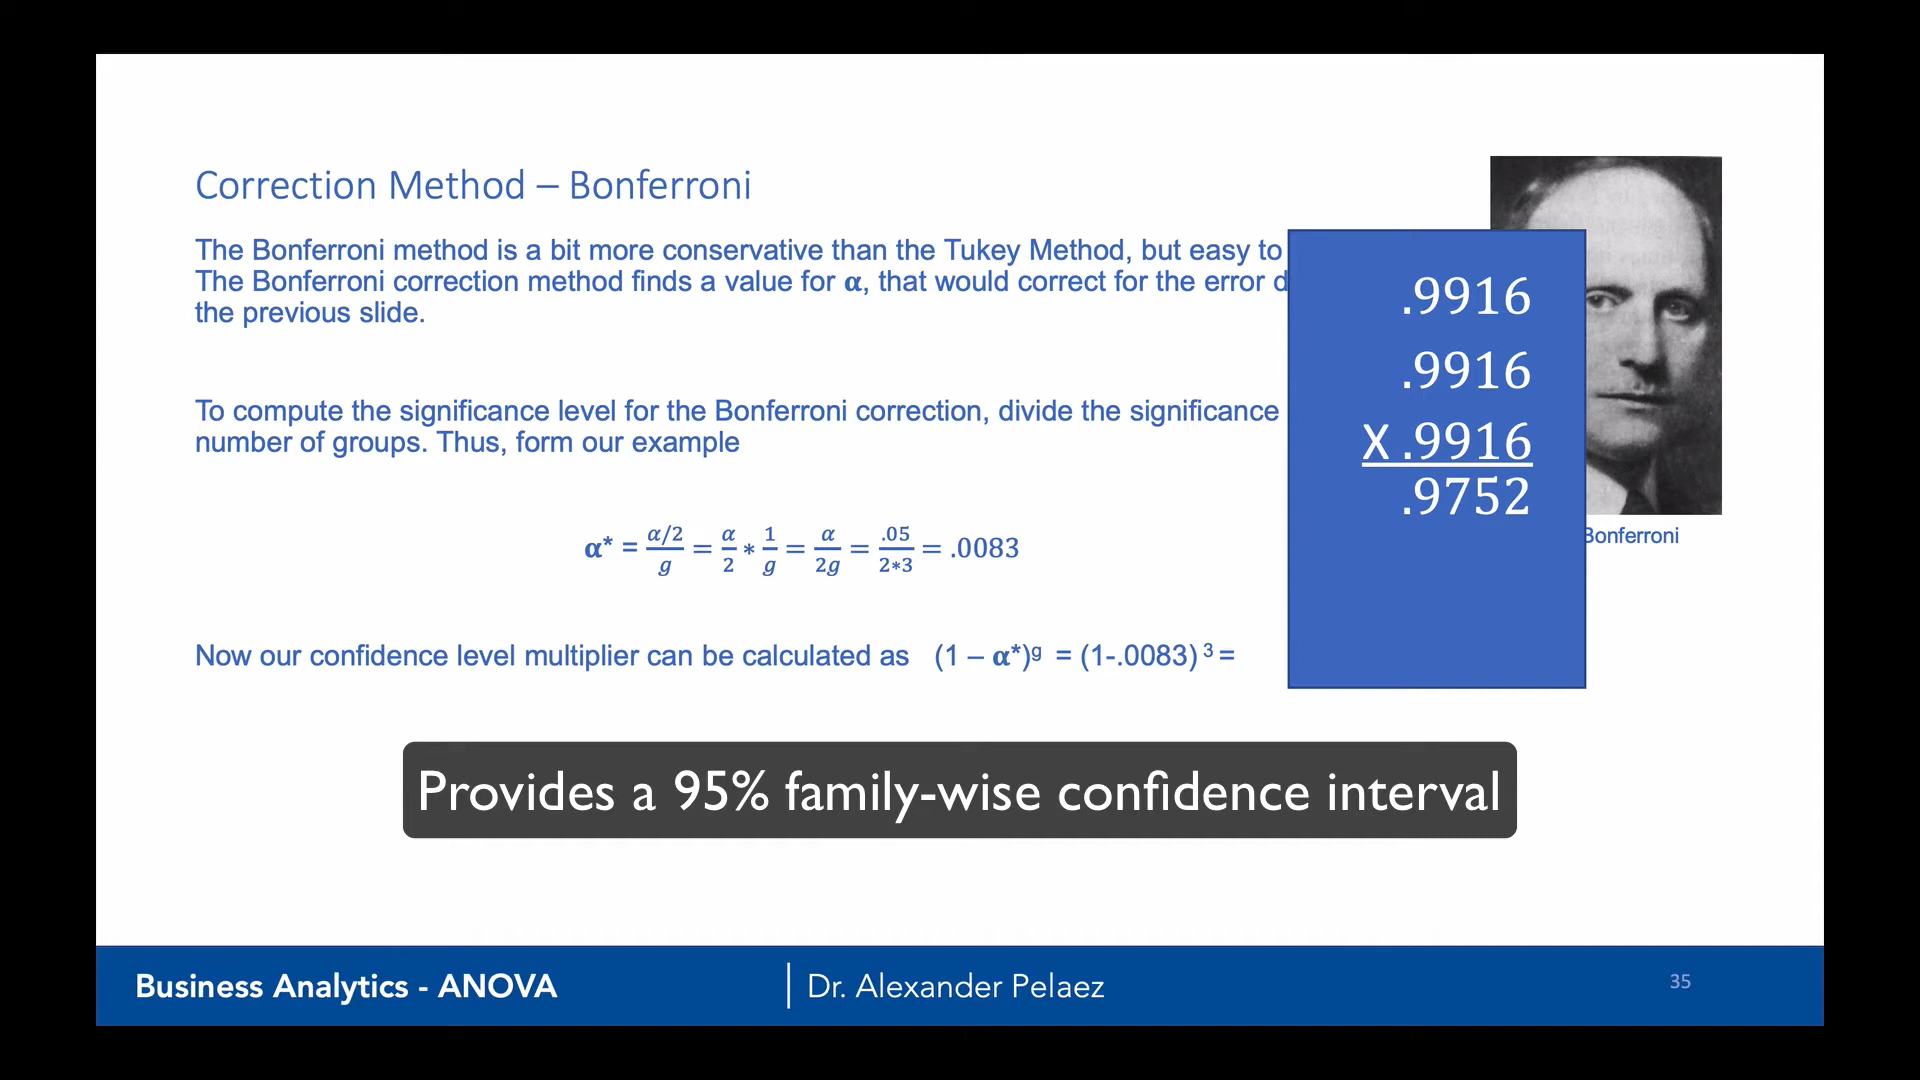 Correction Method – Bonferroni
The Bonferroni method is a bit more conservative than the Tukey Method, but easy to
The Bonferroni correction method finds a value for α, that would correct for the error
the previous slide.
To compute the significance level for the Bonferroni correction, divide the significance
number of groups. Thus, form our example
α* = α/2 / g = α/2 * 1/g = α/2g = .05/2*3 = .0083
Now our confidence level multiplier can be calculated as (1 – α*)ᵍ = (1-.0083) ³ =
.9916
.9916
X .9916
.9752
Bonferroni
Provides a 95% family-wise confidence interval
Business Analytics - ANOVA
Dr. Alexander Pelaez
35